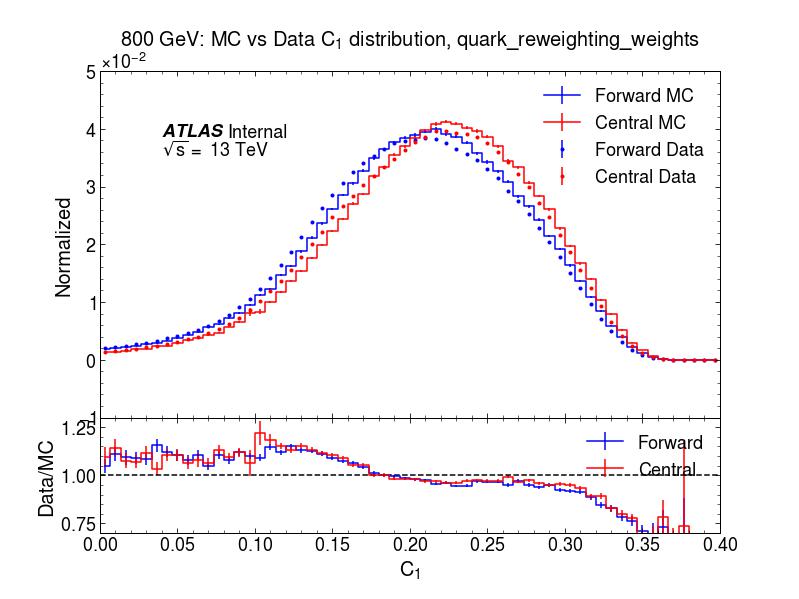 800 GeV: MC vs Data C₁ distribution, quark_reweighting_weights
×10⁻²
5
4
3
2
1
0
−1
Normalized
ATLAS Internal
√s = 13 TeV
Forward MC
Central MC
Forward Data
Central Data
1.25
1.00
0.75
Data/MC
Forward
Central
0.00 0.05 0.10 0.15 0.20 0.25 0.30 0.35 0.40
C₁